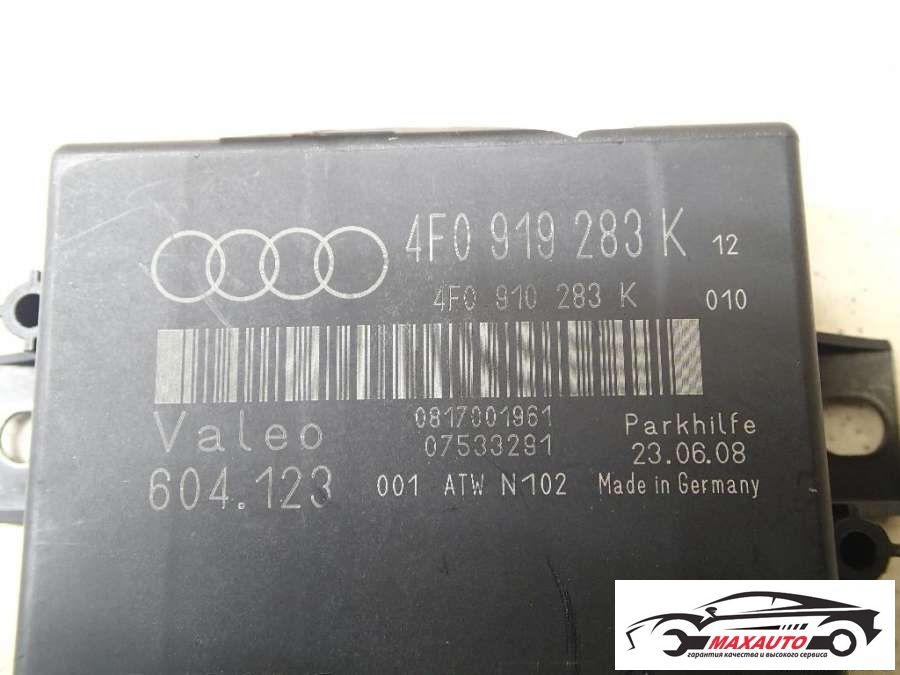 4F0 919 283 K 12
4F0 910 283 K 010
0817001961
07533291
Valeo
Parkhilfe
23.06.08
604.123 001 ATW N102 Made in Germany
MAXAUTO
гарантия качества и высокого сервиса